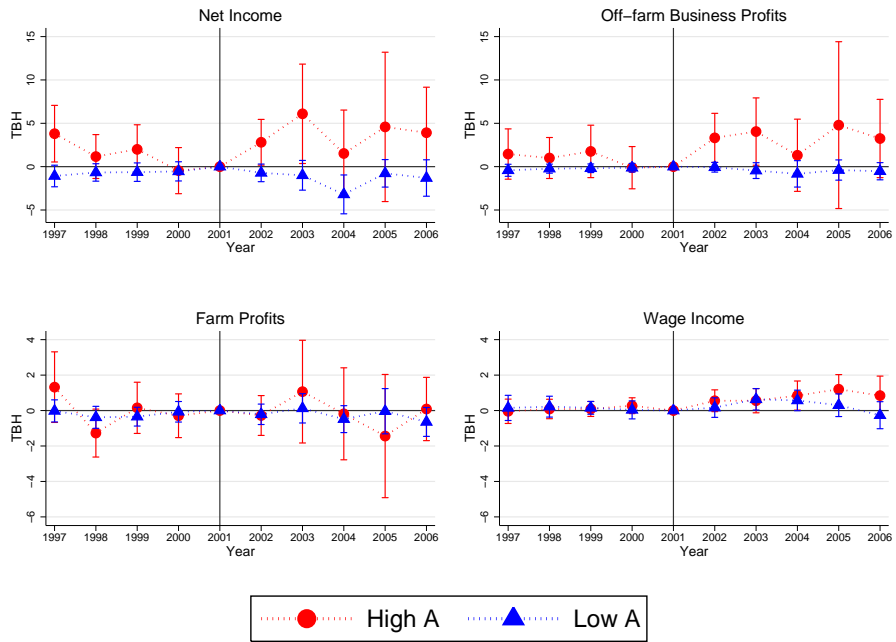 Net Income
15
10
5
0
−5
TBH
1997 1998 1999 2000 2001 2002 2003 2004 2005 2006
Year
Off−farm Business Profits
15
10
5
0
−5
TBH
1997 1998 1999 2000 2001 2002 2003 2004 2005 2006
Year
Farm Profits
4
2
0
−2
−4
−6
TBH
1997 1998 1999 2000 2001 2002 2003 2004 2005 2006
Year
Wage Income
4
2
0
−2
−4
−6
TBH
1997 1998 1999 2000 2001 2002 2003 2004 2005 2006
Year
High A Low A